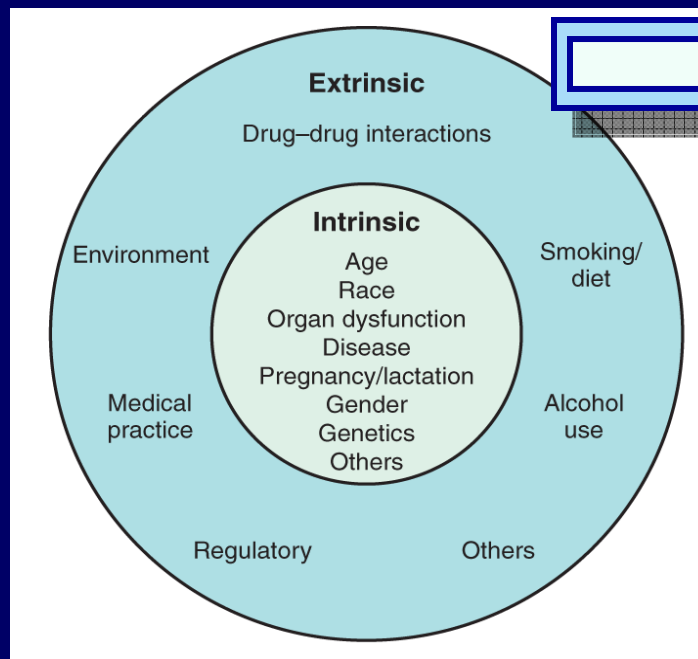 Extrinsic
Drug–drug interactions
Environment
Smoking/
diet
Medical
practice
Alcohol
use
Regulatory
Others
Intrinsic
Age
Race
Organ dysfunction
Disease
Pregnancy/lactation
Gender
Genetics
Others